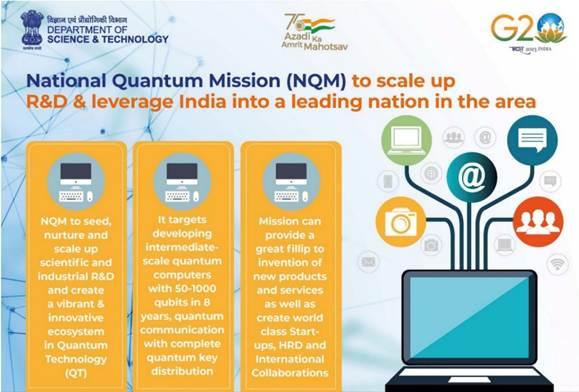 विज्ञान एवं प्रौद्योगिकी विभाग
DEPARTMENT OF
SCIENCE & TECHNOLOGY
75
Azadi Ka
Amrit Mahotsav
G20
भारत 2023 INDIA
National Quantum Mission (NQM) to scale up
R&D & leverage India into a leading nation in the area
NQM to seed,
nurture and
scale up
scientific and
industrial R&D
and create
a vibrant &
innovative
ecosystem
in Quantum
Technology
(QT)
It targets
developing
intermediate-
scale quantum
computers
with 50-1000
qubits in 8
years, quantum
communication
with complete
quantum key
distribution
Mission can
provide a
great fillip to
invention of
new products
and services
as well as
create world
class Start-
ups, HRD and
International
Collaborations
@
@